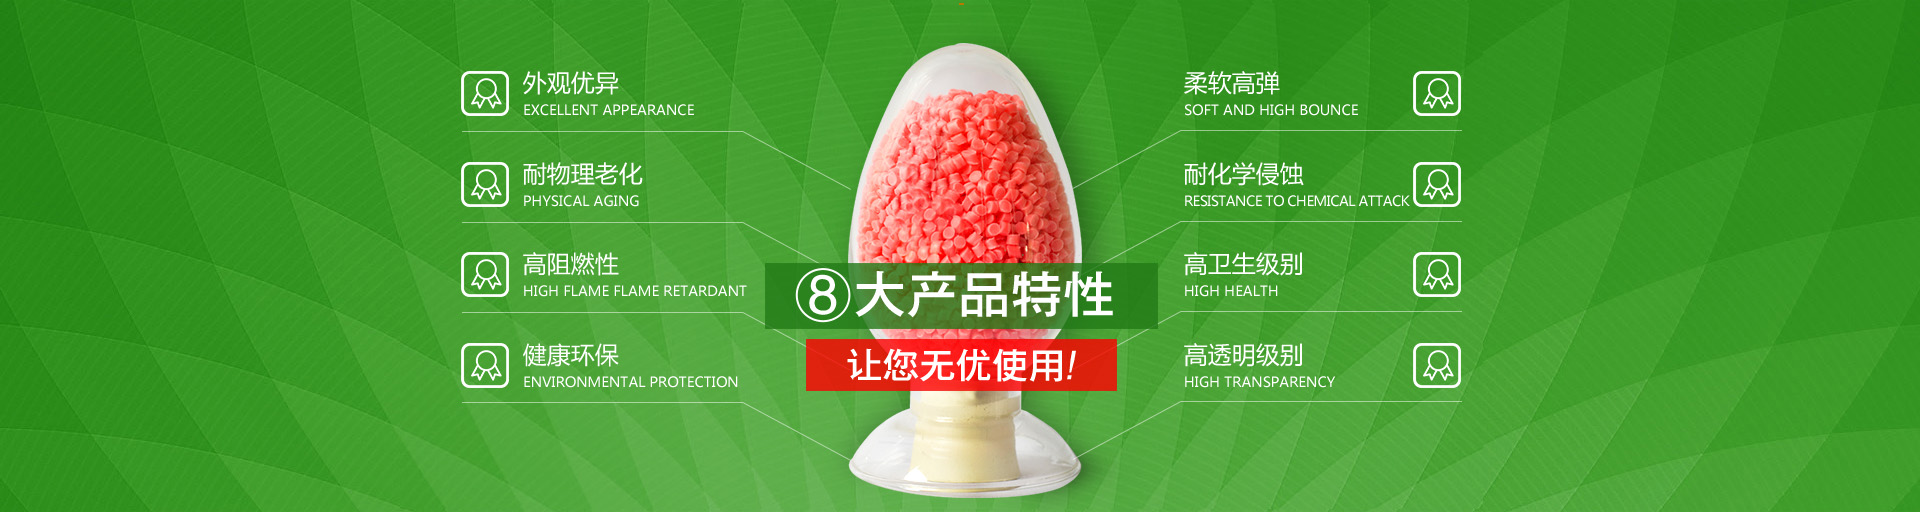 外观优异
EXCELLENT APPEARANCE
耐物理老化
PHYSICAL AGING
高阻燃性
HIGH FLAME FLAME RETARDANT
健康环保
ENVIRONMENTAL PROTECTION
⑧大产品特性
让您无优使用!
柔软高弹
SOFT AND HIGH BOUNCE
耐化学侵蚀
RESISTANCE TO CHEMICAL ATTACK
高卫生级别
HIGH HEALTH
高透明级别
HIGH TRANSPARENCY